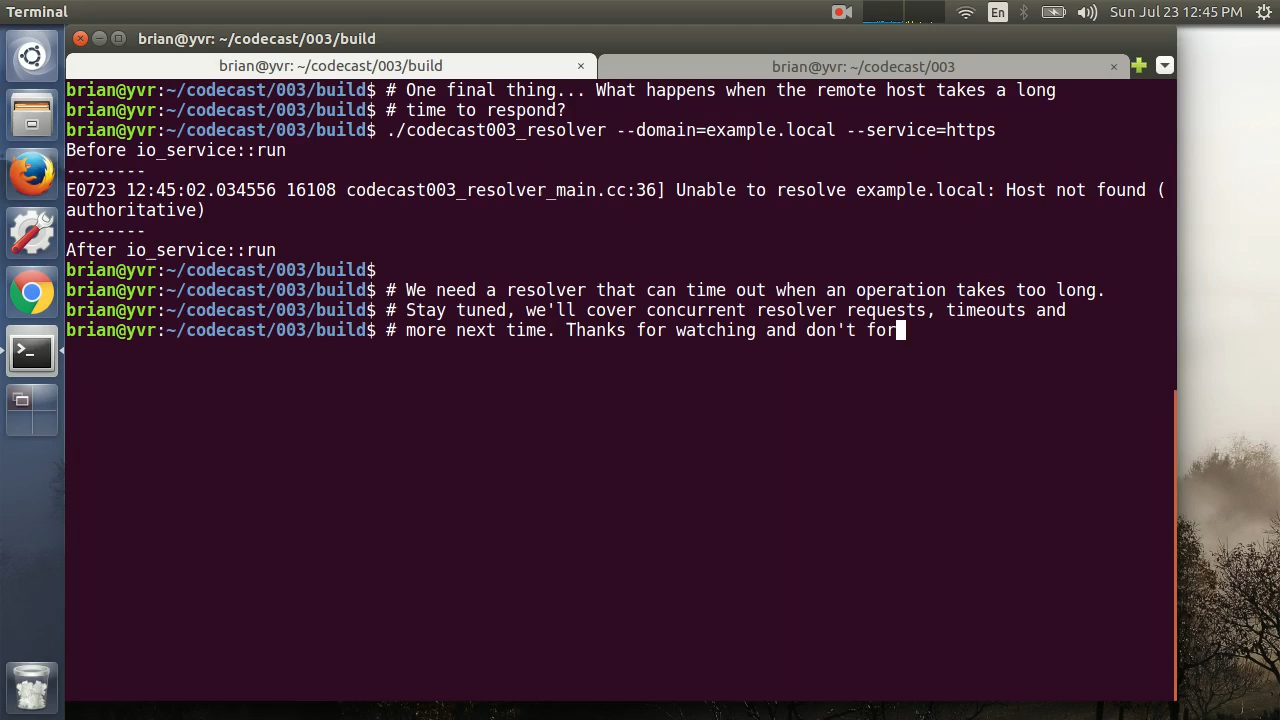 Terminal
En
Sun Jul 23 12:45 PM
brian@yvr: ~/codecast/003/build
brian@yvr: ~/codecast/003/build ×
brian@yvr: ~/codecast/003 ×
brian@yvr:~/codecast/003/build$ # One final thing... What happens when the remote host takes a long
brian@yvr:~/codecast/003/build$ # time to respond?
brian@yvr:~/codecast/003/build$ ./codecast003_resolver --domain=example.local --service=https
Before io_service::run
--------
E0723 12:45:02.034556 16108 codecast003_resolver_main.cc:36] Unable to resolve example.local: Host not found (
authoritative)
--------
After io_service::run
brian@yvr:~/codecast/003/build$
brian@yvr:~/codecast/003/build$ # We need a resolver that can time out when an operation takes too long.
brian@yvr:~/codecast/003/build$ # Stay tuned, we'll cover concurrent resolver requests, timeouts and
brian@yvr:~/codecast/003/build$ # more next time. Thanks for watching and don't for